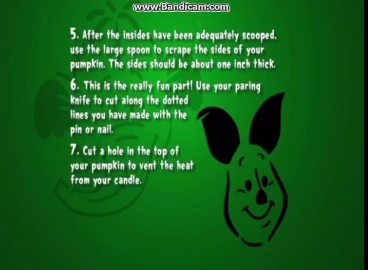 www.Bandicam.com
5. After the insides have been adequately scooped,
use the large spoon to scrape the sides of your
pumpkin. The sides should be about one inch thick.
6. This is the really fun part! Use your paring
knife to cut along the dotted
lines you have made with the
pin or nail.
7. Cut a hole in the top of
your pumpkin to vent the heat
from your candle.